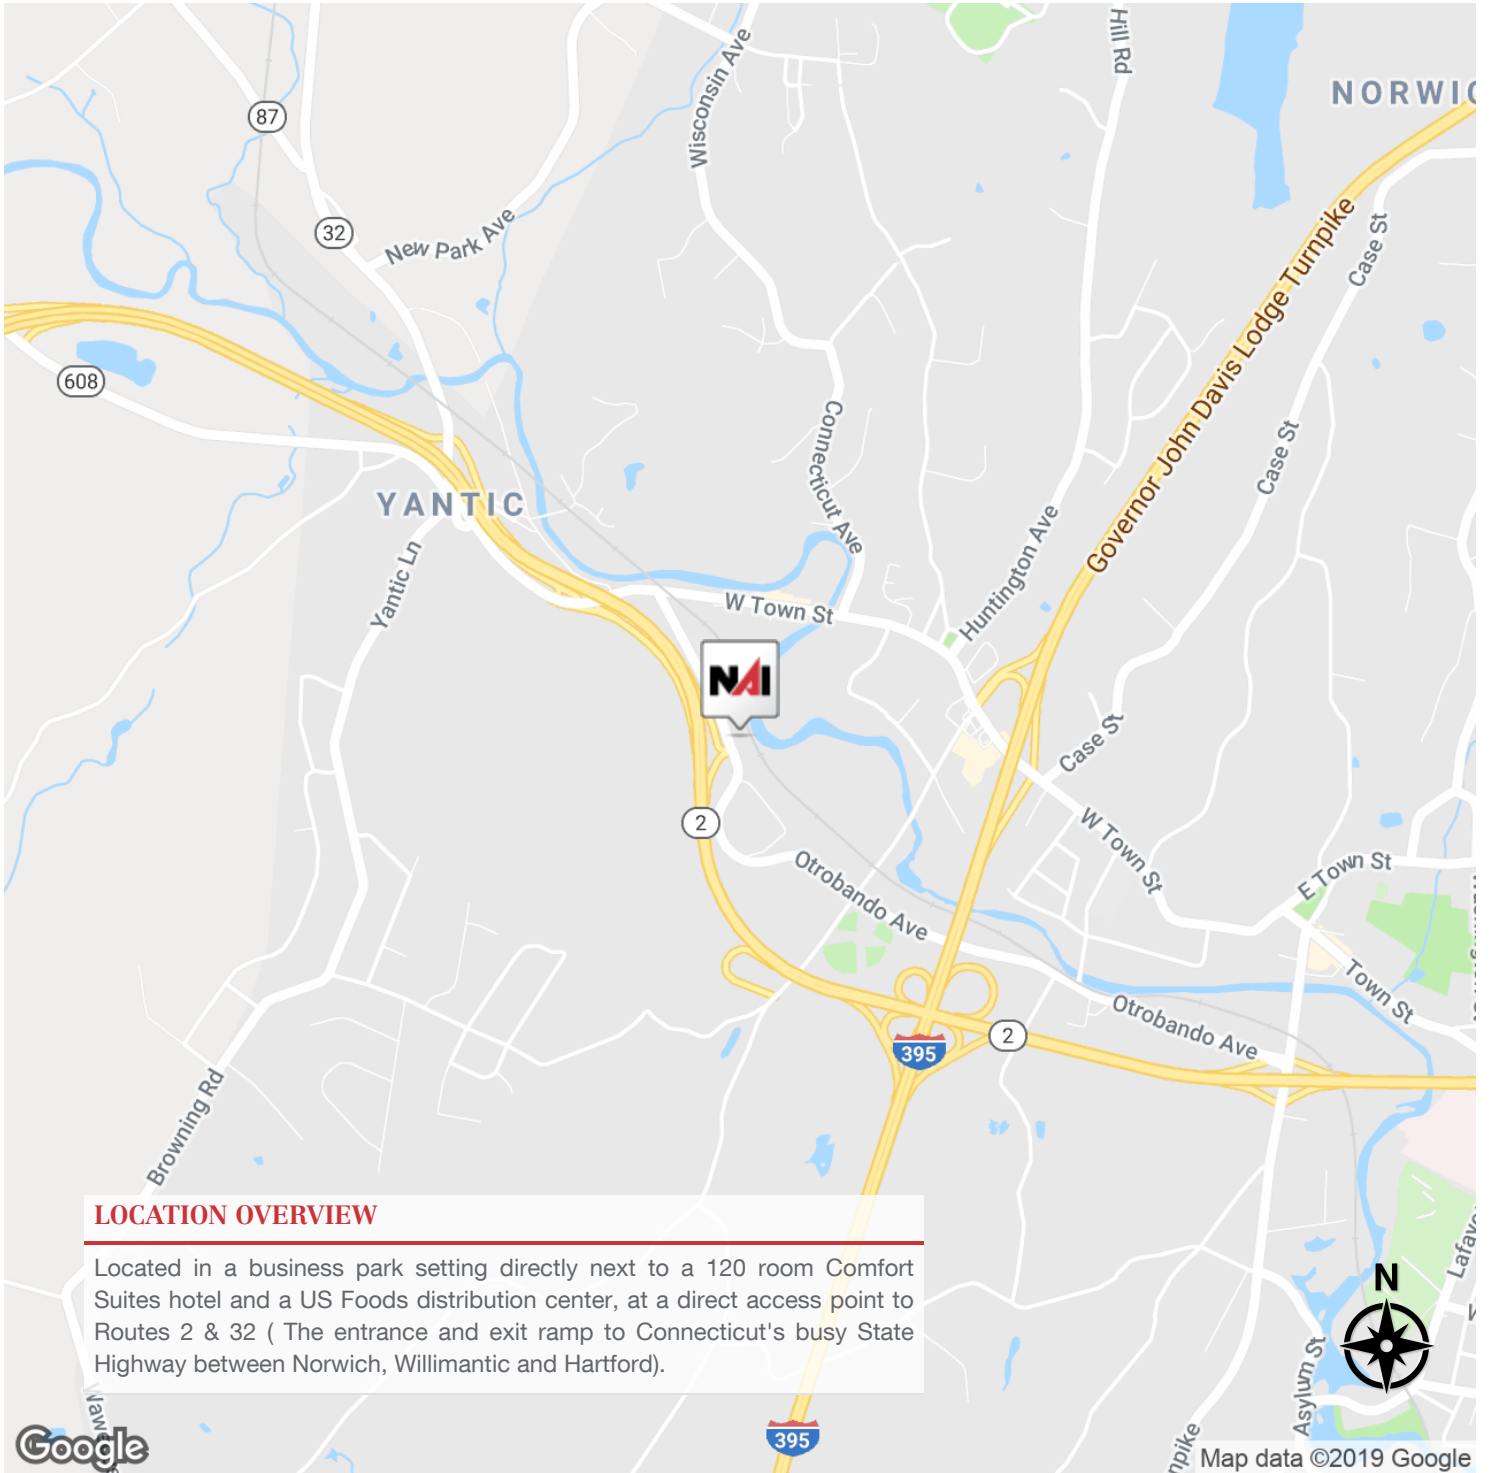 Hill Rd
Wisconsin Ave
NORWIC
87
32
New Park Ave
Governor John Davis Lodge Turnpike
Case St
608
Connecticut Ave
Case St
YANTIC
Huntington Ave
Yantic Ln
W Town St
NAI
Case St
2
W Town St
Otrobando Ave
E Town St
Town St
Otrobando Ave
2
395
Browning Rd
LOCATION OVERVIEW
Located in a business park setting directly next to a 120 room Comfort
Suites hotel and a US Foods distribution center, at a direct access point to
Routes 2 & 32 ( The entrance and exit ramp to Connecticut's busy State
Highway between Norwich, Willimantic and Hartford).
Lafaye
N
Asylum St
395
npike
Google
Map data ©2019 Google